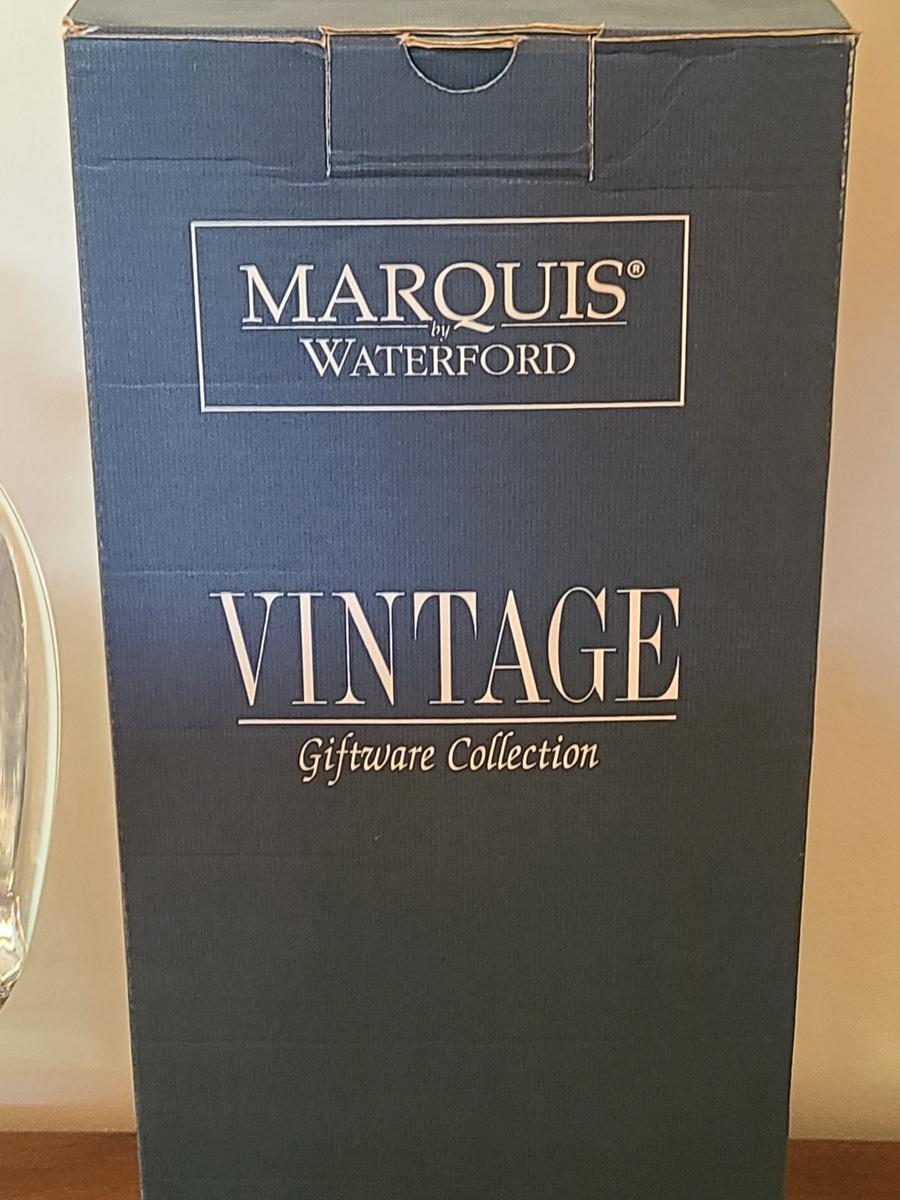 MARQUIS®
by
WATERFORD
VINTAGE
Giftware Collection